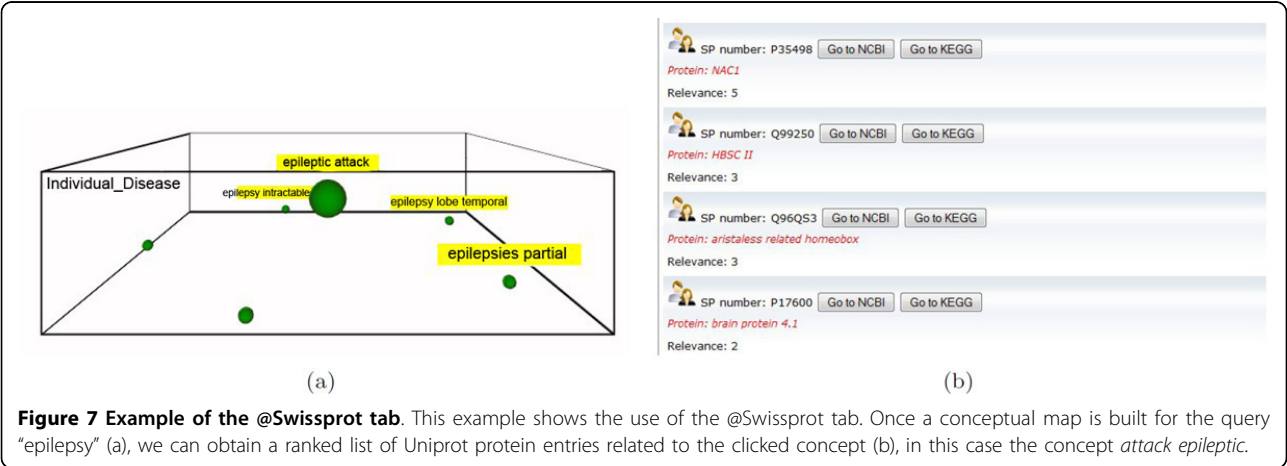 Individual_Disease
epileptic attack
epilepsy intractable
epilepsy lobe temporal
epilepsies partial
(a)
SP number: P35498 Go to NCBI Go to KEGG
Protein: NAC1
Relevance: 5
SP number: Q99250 Go to NCBI Go to KEGG
Protein: HBSC II
Relevance: 3
SP number: Q96QS3 Go to NCBI Go to KEGG
Protein: aristaless related homeobox
Relevance: 3
SP number: P17600 Go to NCBI Go to KEGG
Protein: brain protein 4.1
Relevance: 2
(b)
Figure 7 Example of the @Swissprot tab. This example shows the use of the @Swissprot tab. Once a conceptual map is built for the query
"epilepsy" (a), we can obtain a ranked list of Uniprot protein entries related to the clicked concept (b), in this case the concept attack epileptic.